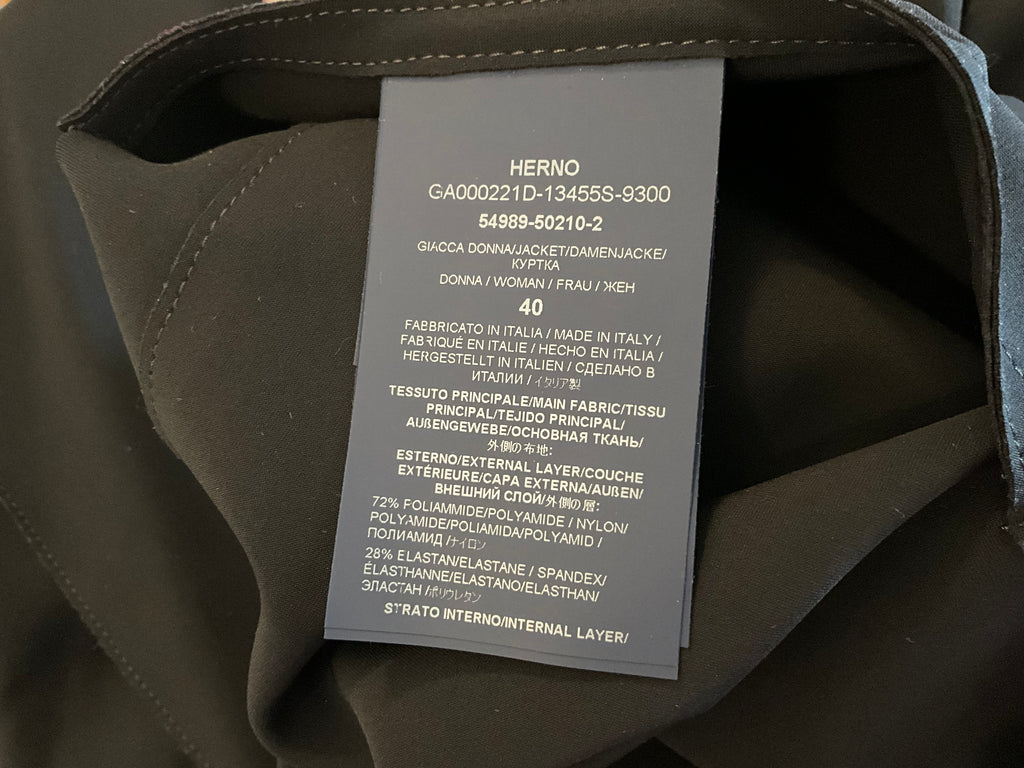 HERNO
GA000221D-13455S-9300
54989-50210-2
GIACCA DONNA/JACKET/DAMENJACKE/
КУРТКА
DONNA / WOMAN / FRAU / ЖЕН
40
FABBRICATO IN ITALIA / MADE IN ITALY /
FABRIQUÉ EN ITALIE / HECHO EN ITALIA /
HERGESTELLT IN ITALIEN / СДЕЛАНО В
ИТАЛИИ / イタリア製
TESSUTO PRINCIPALE/MAIN FABRIC/TISSU
PRINCIPAL/TEJIDO PRINCIPAL/
AUßENGEWEBE/ОСНОВНАЯ ТКАНЬ/
外側の布地:
ESTERNO/EXTERNAL LAYER/COUCHE
EXTÉRIEURE/CAPA EXTERNA/AUßEN/
ВНЕШНИЙ СЛОЙ/外側の層:
72% POLIAMMIDE/POLYAMIDE / NYLON/
POLYAMIDE/POLIAMIDA/POLYAMID /
ПОЛИАМИД /ナイロン
28% ELASTAN/ELASTANE / SPANDEX/
ÉLASTHANNE/ELASTANO/ELASTHAN/
ЭЛАСТАН /ポリウレタン
STRATO INTERNO/INTERNAL LAYER/